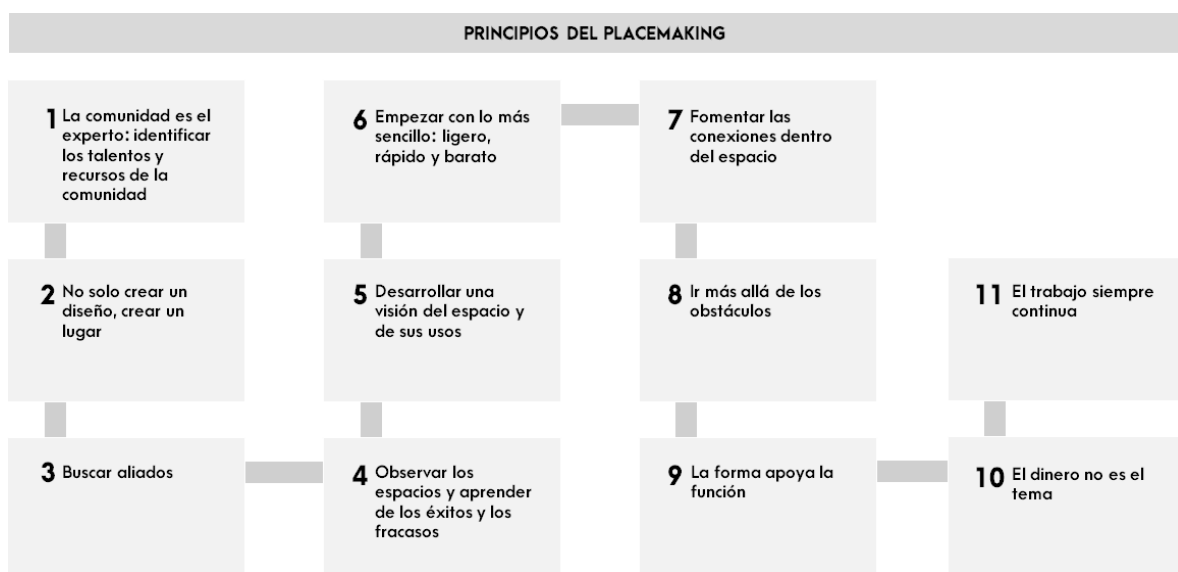 PRINCIPIOS DEL PLACEMAKING
1 La comunidad es el
experto: identificar
los talentos y
recursos de la
comunidad
2 No solo crear un
diseño, crear un
lugar
3 Buscar aliados
4 Observar los
espacios y aprender
de los éxitos y los
fracasos
5 Desarrollar una
visión del espacio y
de sus usos
6 Empezar con lo más
sencillo: ligero,
rápido y barato
7 Fomentar las
conexiones dentro
del espacio
8 Ir más allá de los
obstáculos
9 La forma apoya la
función
10 El dinero no es el
tema
11 El trabajo siempre
continua